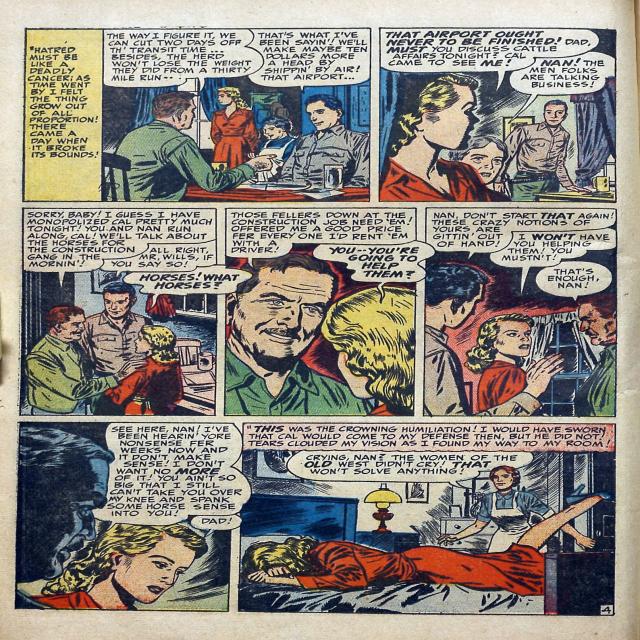 "HATRED
MUST BE
LIKE A
DEADLY
CANCER, AS
TIME WENT
BY I FELT
THE THING
GROW OUT
OF ALL
PROPORTION!
THERE
CAME A
DAY WHEN
IT BROKE
ITS BOUNDS!
THE WAY I FIGURE IT, WE
CAN CUT TWO DAYS OFF
TH' TRANSIT TIME...
BESIDES, THE HERD
WON'T LOSE THE WEIGHT
THEY DID FROM A THIRTY
MILE RUN---
THAT'S WHAT I'VE
BEEN SAYIN'! WE'LL
MAKE MAYBE TEN
DOLLARS MORE
A HEAD BY
SHIPPIN' BY AIR!
THAT AIRPORT...
THAT AIRPORT OUGHT
NEVER TO BE FINISHED! DAD,
MUST YOU DISCUSS CATTLE
AFFAIRS TONIGHT? CAL
CAME TO SEE ME!
NAN! THE
MEN FOLKS
ARE TALKING
BUSINESS!
SORRY, BABY! I GUESS I HAVE
MONOPOLIZED CAL PRETTY MUCH
TONIGHT! YOU AND NAN RUN
ALONG, CAL! WE'LL TALK ABOUT
THE HORSES FOR
THE CONSTRUCTION
GANG IN THE
MORNIN'!
ALL RIGHT,
MR. WILLS, IF
YOU SAY SO!
HORSES! WHAT
HORSES?
THOSE FELLERS DOWN AT THE
CONSTRUCTION JOB NEED 'EM!
OFFERED ME A GOOD PRICE
FER EVERY ONE I'D RENT 'EM
WITH A
DRIVER!
YOU--YOU'RE
GOING TO
HELP
THEM?
NAN, DON'T START THAT AGAIN!
THESE CRAZY NOTIONS OF
YOURS ARE
GITTIN' OUT
OF HAND!
I WON'T HAVE
YOU HELPING
THEM! YOU
MUSTN'T!
THAT'S
ENOUGH,
NAN!
SEE HERE, NAN! I'VE
BEEN HEARIN' YORE
NONSENSE FER
WEEKS NOW AND
IT DON'T MAKE
SENSE! I DON'T
WANT NO MORE
OF IT! YOU AIN'T SO
BIG THAT I STILL
CAN'T TAKE YOU OVER
MY KNEE AND SPANK
SOME HORSE SENSE
INTO YOU!
DAD!
"THIS WAS THE CROWNING HUMILIATION! I WOULD HAVE SWORN
THAT CAL WOULD COME TO MY DEFENSE THEN, BUT HE DID NOT!
TEARS CLOUDED MY VISION AS I FOUND MY WAY TO MY ROOM!
CRYING, NAN? THE WOMEN OF THE
OLD WEST DIDN'T CRY! THAT
WON'T SOLVE ANYTHING!
4